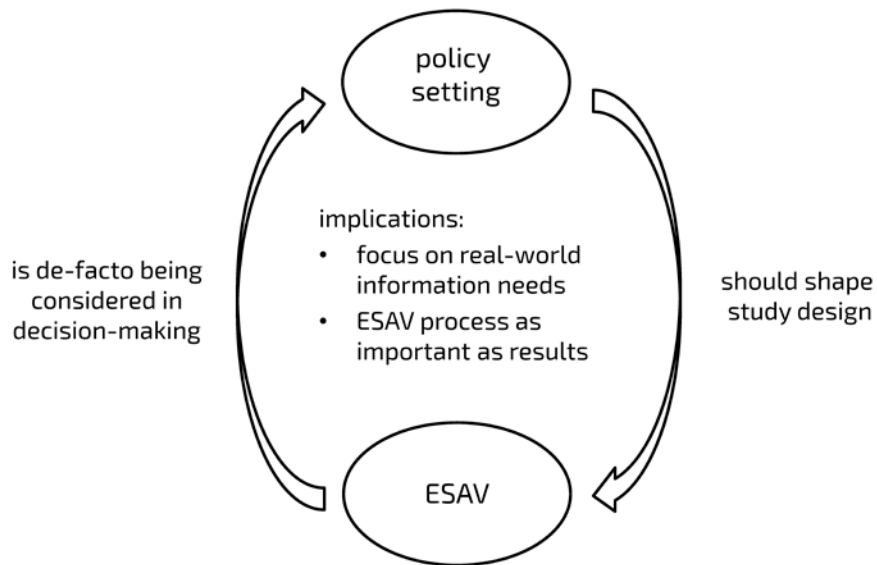 policy
setting
implications:
• focus on real-world
information needs
• ESAV process as
important as results
is de-facto being
considered in
decision-making
should shape
study design
ESAV